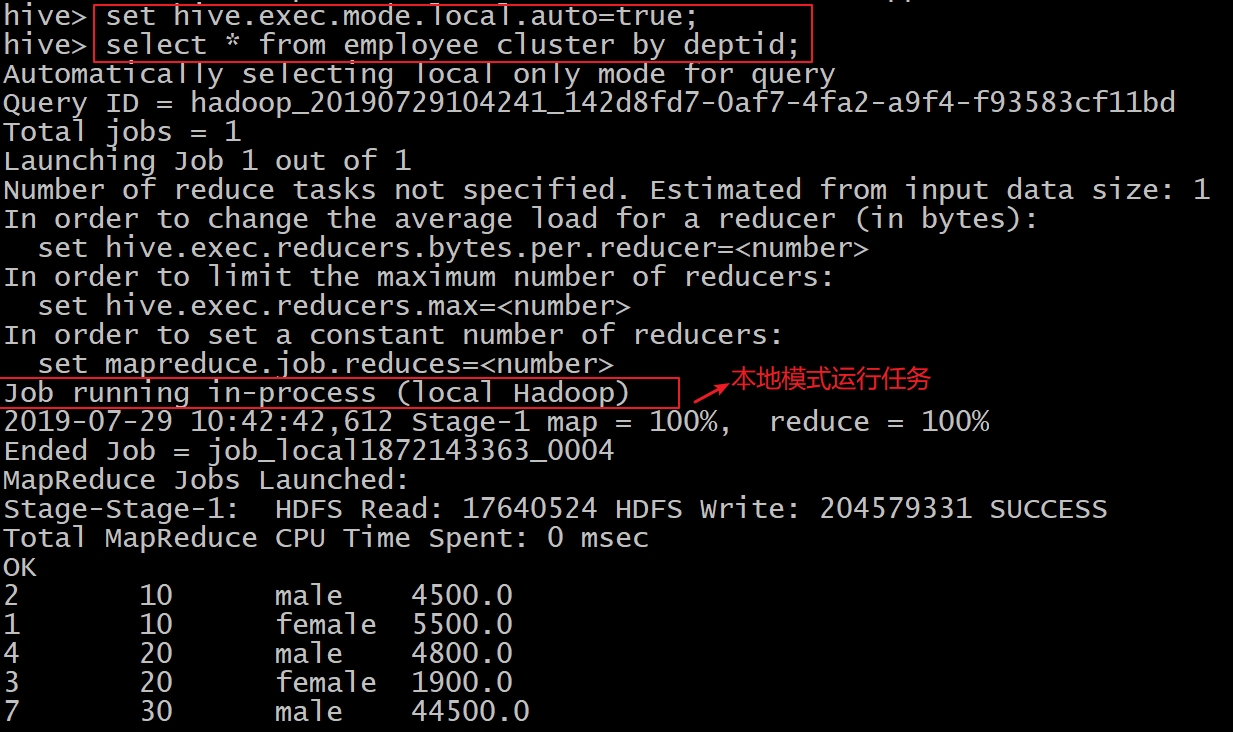 hive> set hive.exec.mode.local.auto=true;
hive> select * from employee cluster by deptid;
Automatically selecting local only mode for query
Query ID = hadoop_20190729104241_142d8fd7-0af7-4fa2-a9f4-f93583cf11bd
Total jobs = 1
Launching Job 1 out of 1
Number of reduce tasks not specified. Estimated from input data size: 1
In order to change the average load for a reducer (in bytes):
  set hive.exec.reducers.bytes.per.reducer=<number>
In order to limit the maximum number of reducers:
  set hive.exec.reducers.max=<number>
In order to set a constant number of reducers:
  set mapreduce.job.reduces=<number>
Job running in-process (local Hadoop)
本地模式运行任务
2019-07-29 10:42:42,612 Stage-1 map = 100%,  reduce = 100%
Ended Job = job_local1872143363_0004
MapReduce Jobs Launched:
Stage-Stage-1:  HDFS Read: 17640524 HDFS Write: 204579331 SUCCESS
Total MapReduce CPU Time Spent: 0 msec
OK
2	10	male	4500.0
1	10	female	5500.0
4	20	male	4800.0
3	20	female	1900.0
7	30	male	44500.0